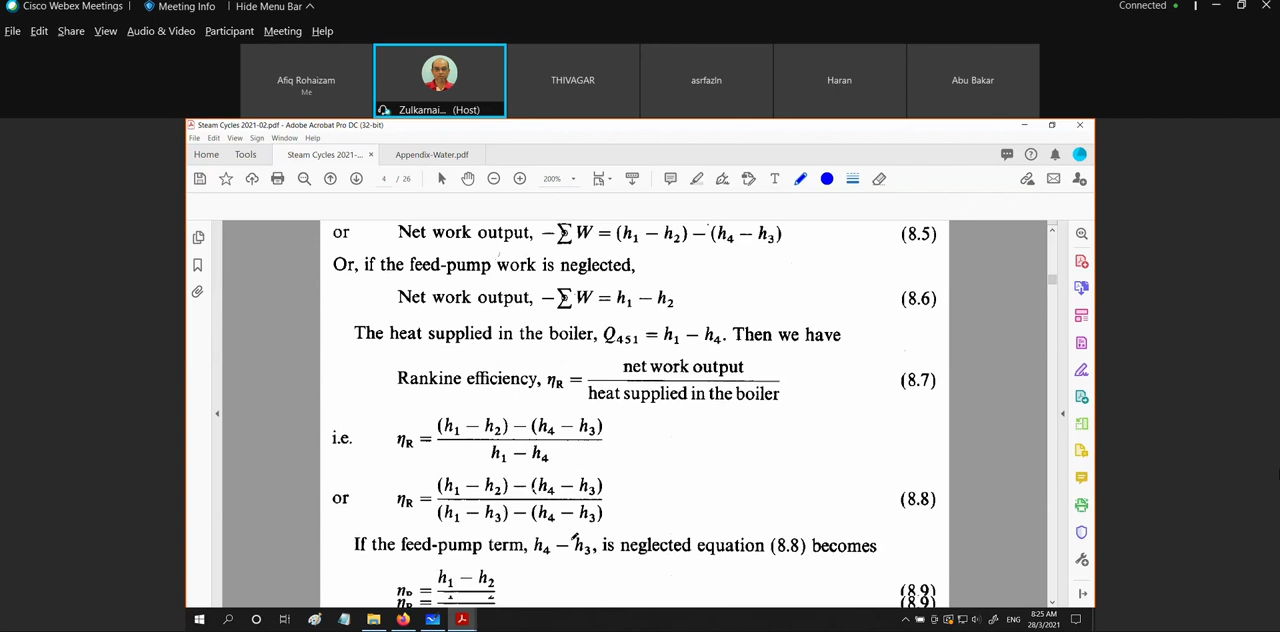 Cisco Webex Meetings | Meeting Info | Hide Menu Bar
Connected
File Edit Share View Audio & Video Participant Meeting Help
Afiq Rohaizam
Me
Zulkarnai... (Host)
THIVAGAR
asrfazln
Haran
Abu Bakar
Steam Cycles 2021-02.pdf - Adobe Acrobat Pro DC (32-bit)
File Edit View Sign Window Help
Home Tools Steam Cycles 2021-... × Appendix-Water.pdf
4 / 26 200%
or Net work output, −∑ W = (h₁ − h₂) − (h₄ − h₃) (8.5)
Or, if the feed-pump work is neglected,
Net work output, −∑ W = h₁ − h₂ (8.6)
The heat supplied in the boiler, Q₄₅₁ = h₁ − h₄. Then we have
Rankine efficiency, ηR = net work output / heat supplied in the boiler (8.7)
i.e. ηR = (h₁ − h₂) − (h₄ − h₃) / h₁ − h₄
or ηR = (h₁ − h₂) − (h₄ − h₃) / (h₁ − h₃) − (h₄ − h₃) (8.8)
If the feed-pump term, h₄ − h₃, is neglected equation (8.8) becomes
ηR = h₁ − h₂ (8.9)
ENG
8:25 AM
28/3/2021